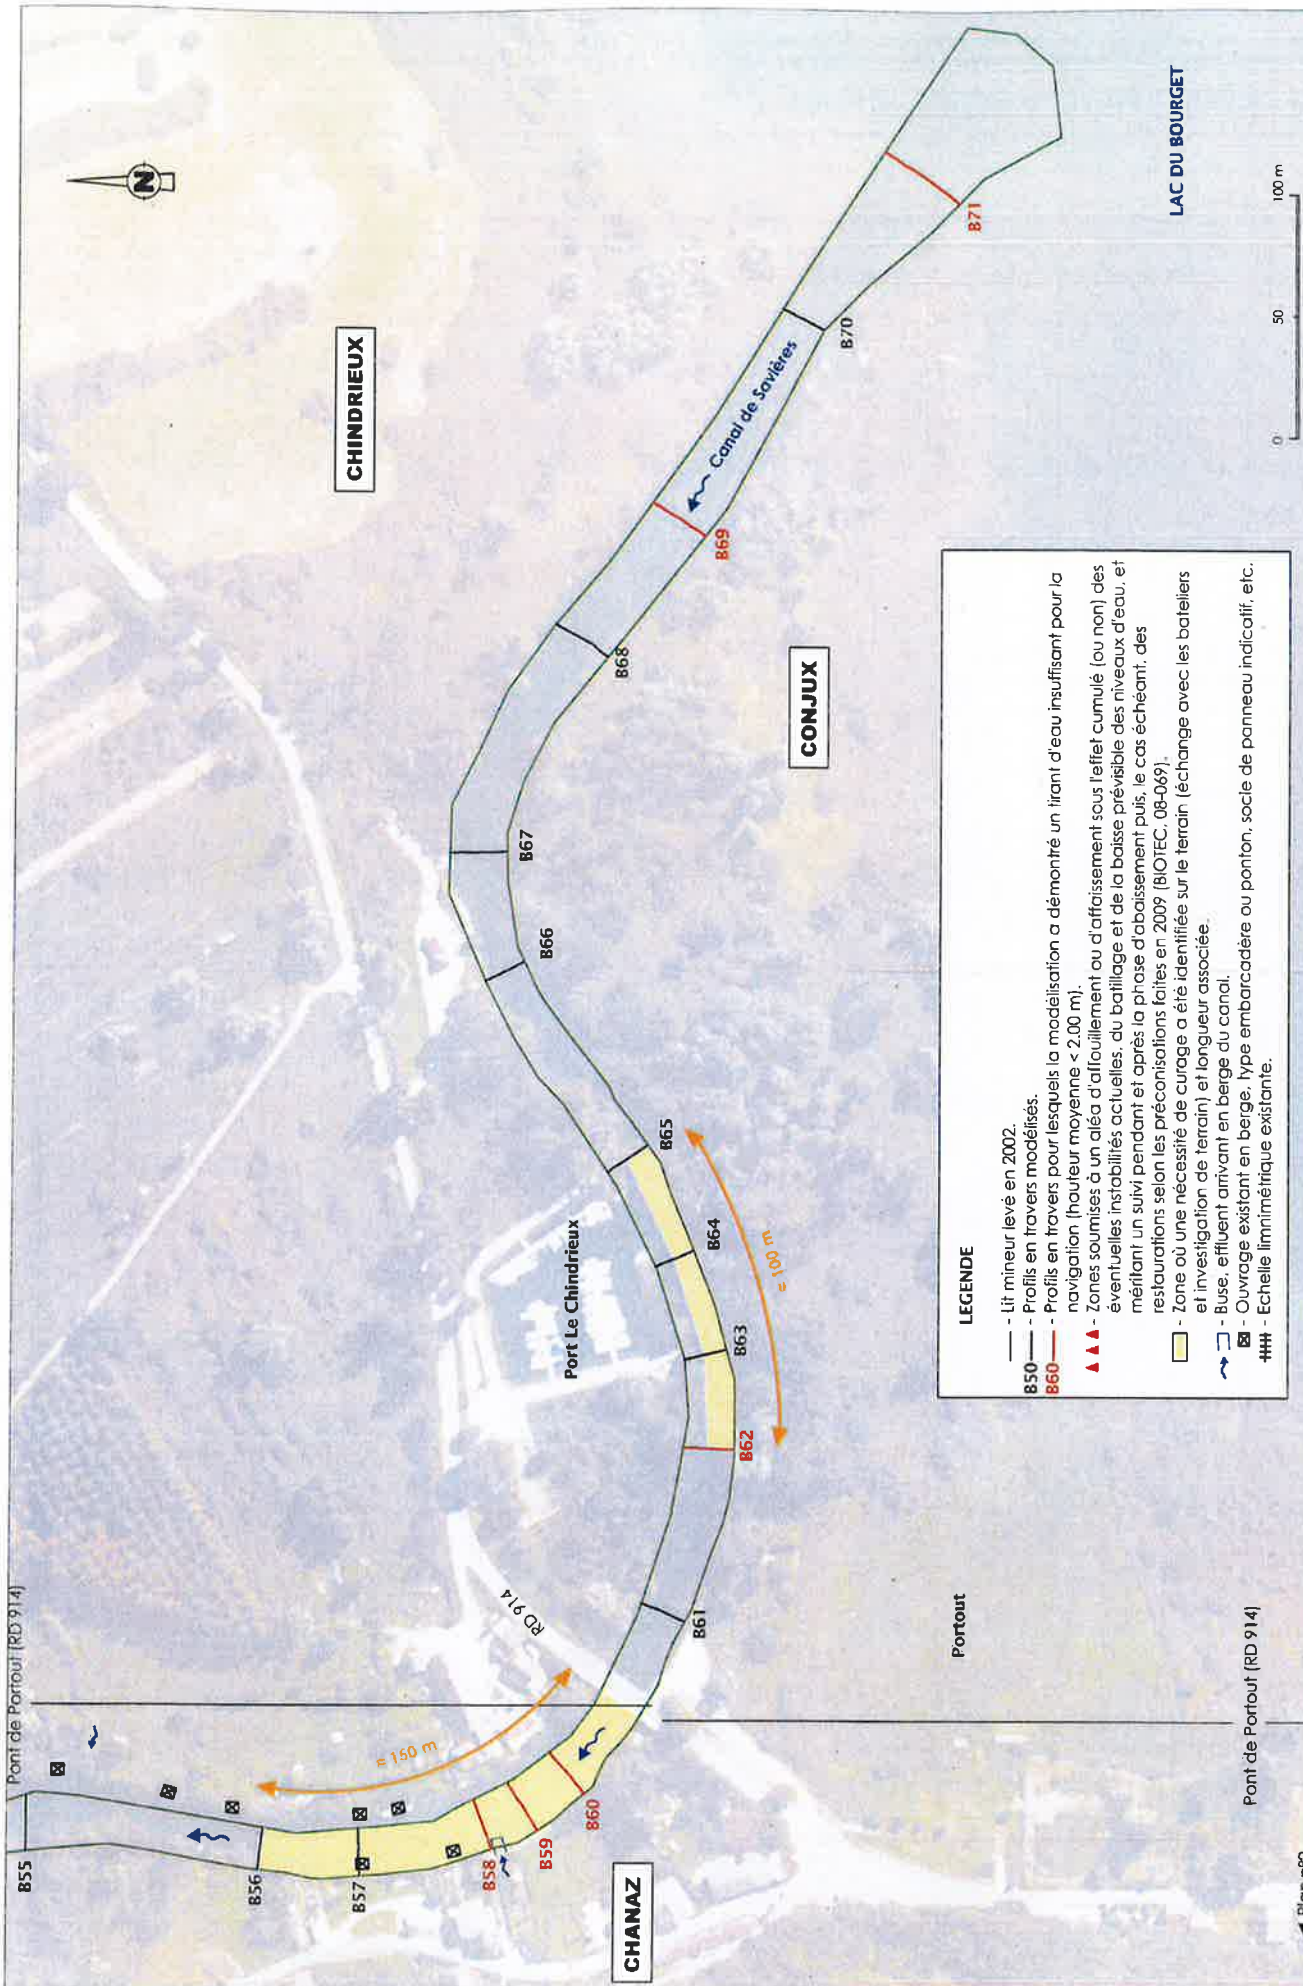 Pont de Portout (RD 914)
B55
B56
B57
B58
B59
B60
CHANAZ
≈ 150 m
RD 914
B61
B62
B63
B64
B65
≈ 100 m
Port Le Chindrieux
Portout
Pont de Portout (RD 914)
B66
B67
B68
B69
Canal de Savières
B70
B71
CHINDRIEUX
CONJUX
LAC DU BOURGET
N
0 50 100 m
LEGENDE
- Lit mineur levé en 2002.
B50 - Profils en travers modélisés.
B60 - Profils en travers pour lesquels la modélisation a démontré un tirant d'eau insuffisant pour la
navigation (hauteur moyenne < 2.00 m).
- Zones soumises à un aléa d'affouillement ou d'affaissement sous l'effet cumulé (ou non) des
éventuelles instabilités actuelles, du batillage et de la baisse prévisible des niveaux d'eau, et
méritant un suivi pendant et après la phase d'abaissement puis, le cas échéant, des
restaurations selon les préconisations faites en 2009 (BIOTEC, 08-069).
- Zone où une nécessité de curage a été identifiée sur le terrain (échange avec les bateliers
et investigation de terrain) et longueur associée.
- Buse, effluent arrivant en berge du canal.
- Ouvrage existant en berge, type embarcadère ou ponton, socle de panneau indicatif, etc.
- Echelle limnimétrique existante.